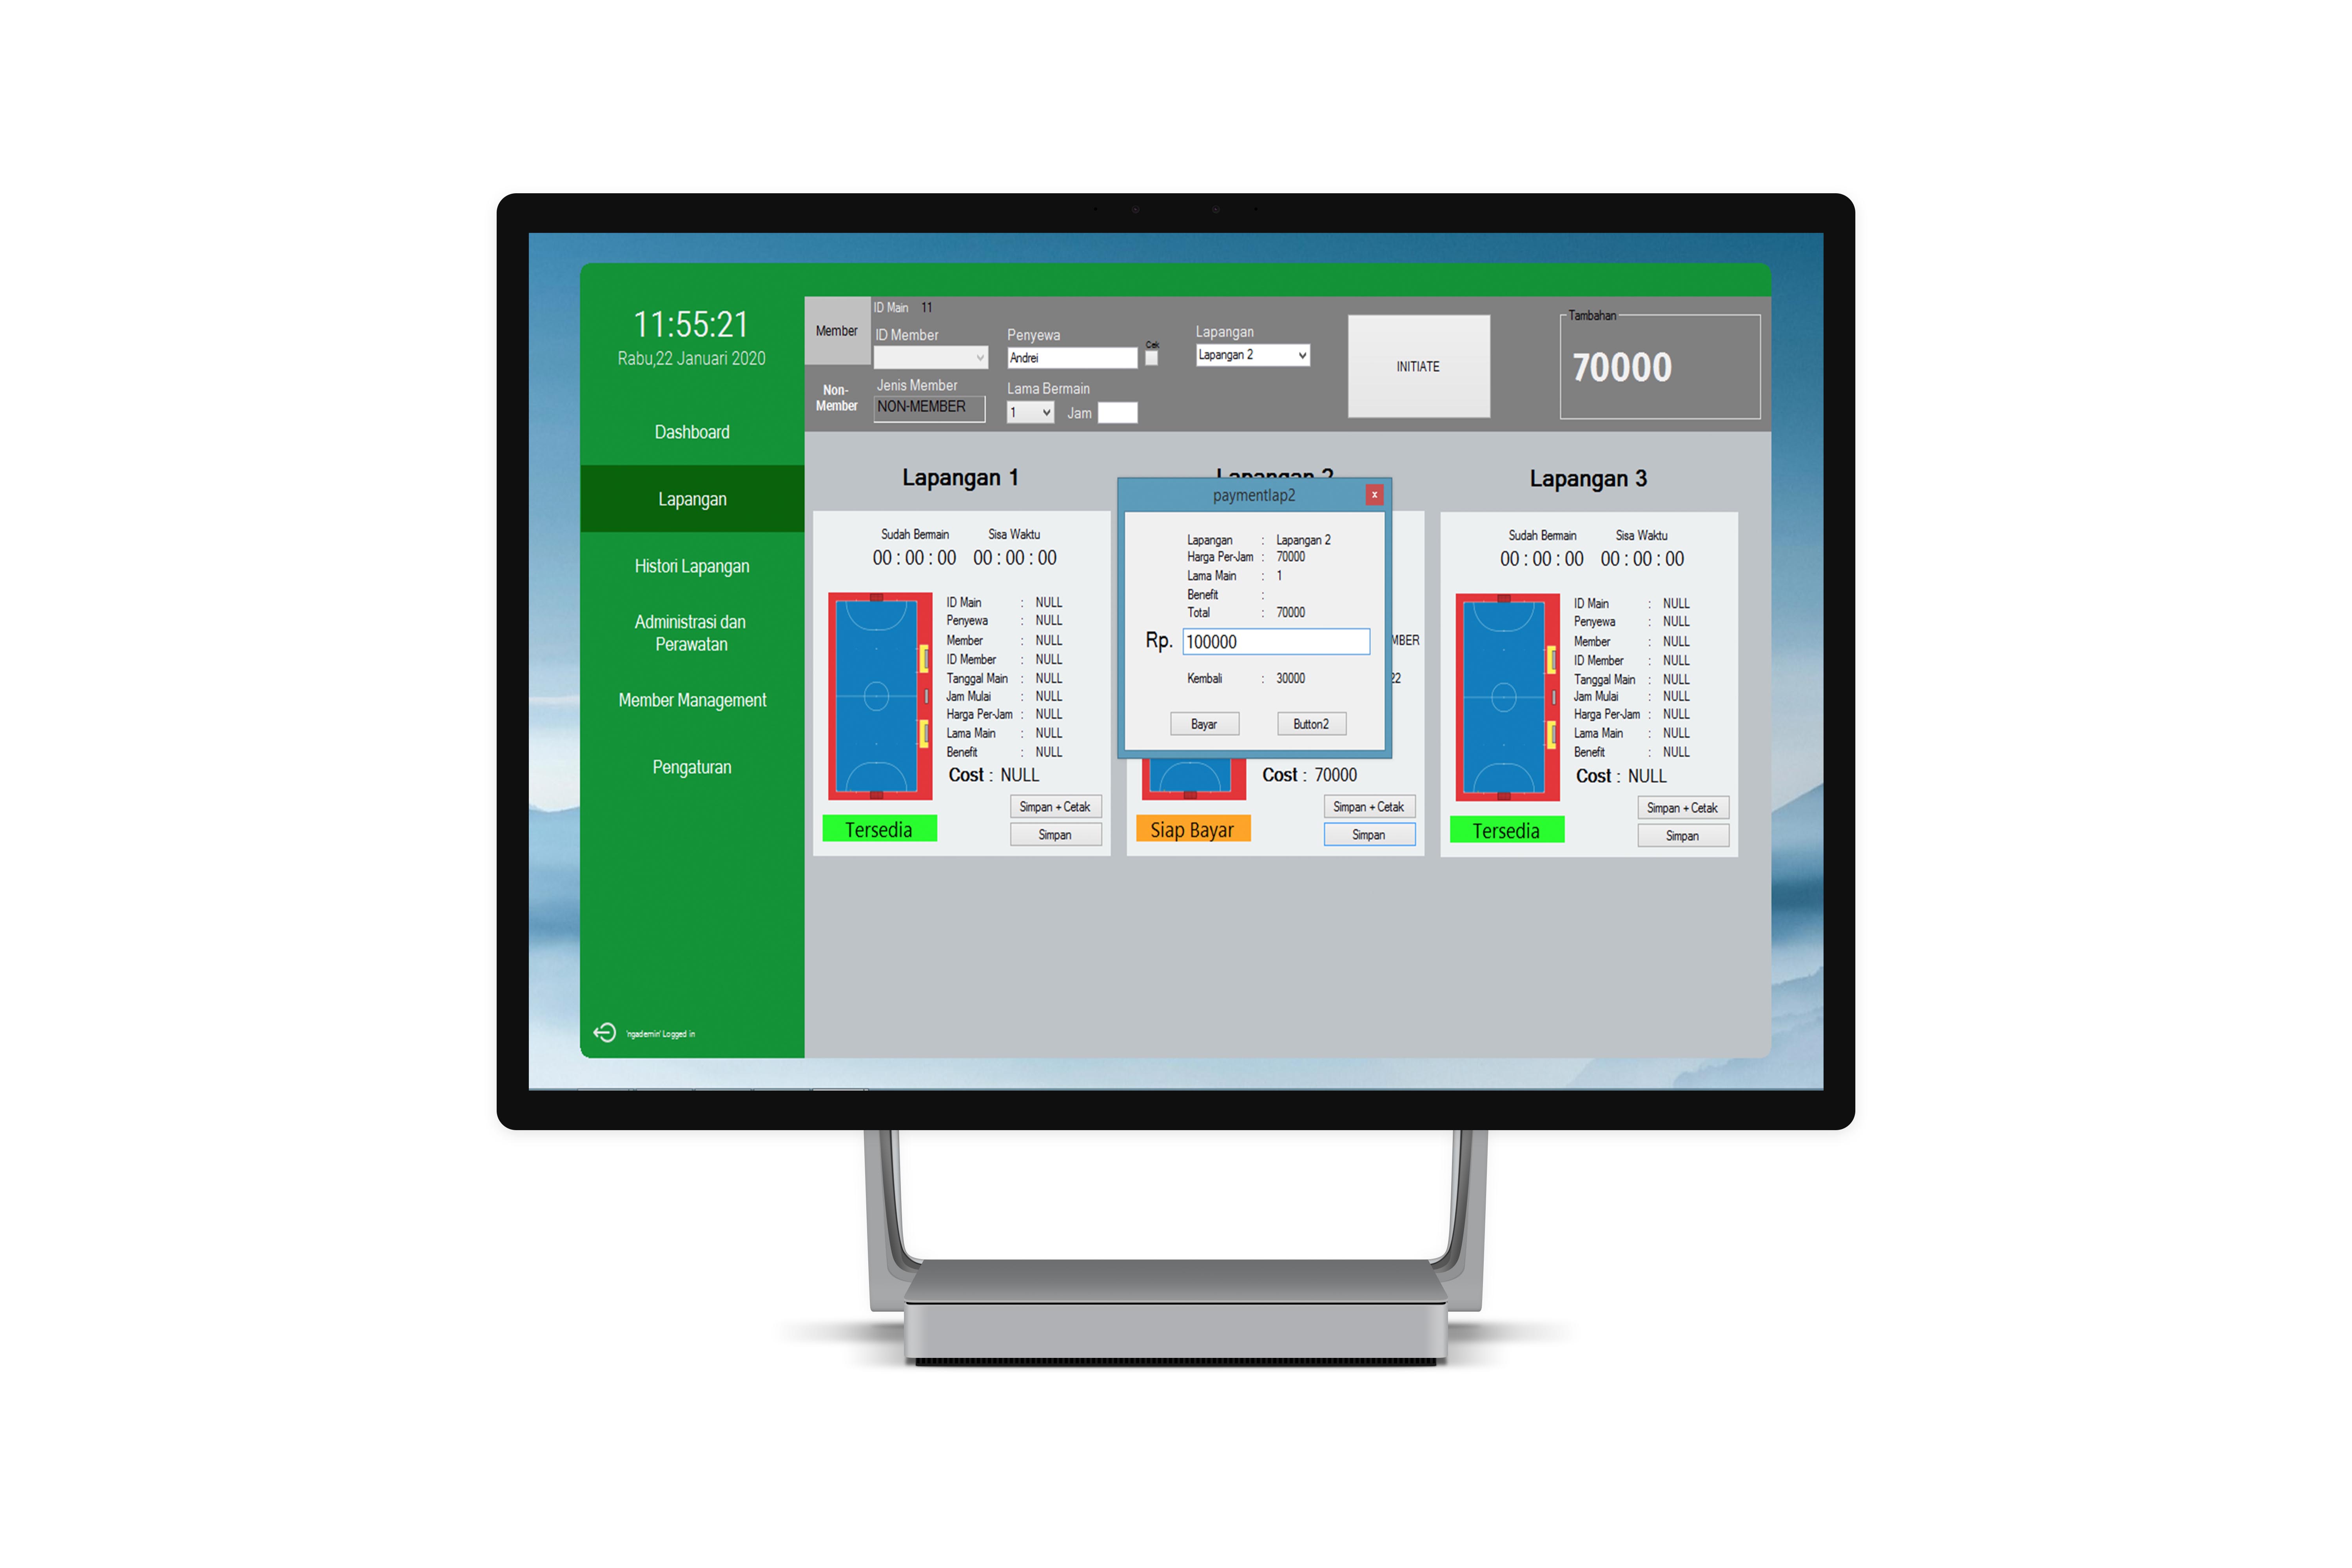 11:55:21
Rabu,22 Januari 2020
Dashboard
Lapangan
Histori Lapangan
Administrasi dan
Perawatan
Member Management
Pengaturan
'ngademin' Logged in
Member
Non-
Member
ID Main 11
ID Member
Jenis Member
NON-MEMBER
Penyewa
Andrei
Cek
Lama Bermain
1 Jam
Lapangan
Lapangan 2
INITIATE
Tambahan
70000
Lapangan 1
Sudah Bermain Sisa Waktu
00 : 00 : 00 00 : 00 : 00
ID Main : NULL
Penyewa : NULL
Member : NULL
ID Member : NULL
Tanggal Main : NULL
Jam Mulai : NULL
Harga Per-Jam : NULL
Lama Main : NULL
Benefit : NULL
Cost : NULL
Simpan + Cetak
Tersedia
Simpan
Lapangan 2
paymentlap2
x
Lapangan : Lapangan 2
Harga Per-Jam : 70000
Lama Main : 1
Benefit :
Total : 70000
Rp. 100000
Kembali : 30000
Bayar Button2
MBER
22
Cost : 70000
Simpan + Cetak
Siap Bayar
Simpan
Lapangan 3
Sudah Bermain Sisa Waktu
00 : 00 : 00 00 : 00 : 00
ID Main : NULL
Penyewa : NULL
Member : NULL
ID Member : NULL
Tanggal Main : NULL
Jam Mulai : NULL
Harga Per-Jam : NULL
Lama Main : NULL
Benefit : NULL
Cost : NULL
Simpan + Cetak
Tersedia
Simpan